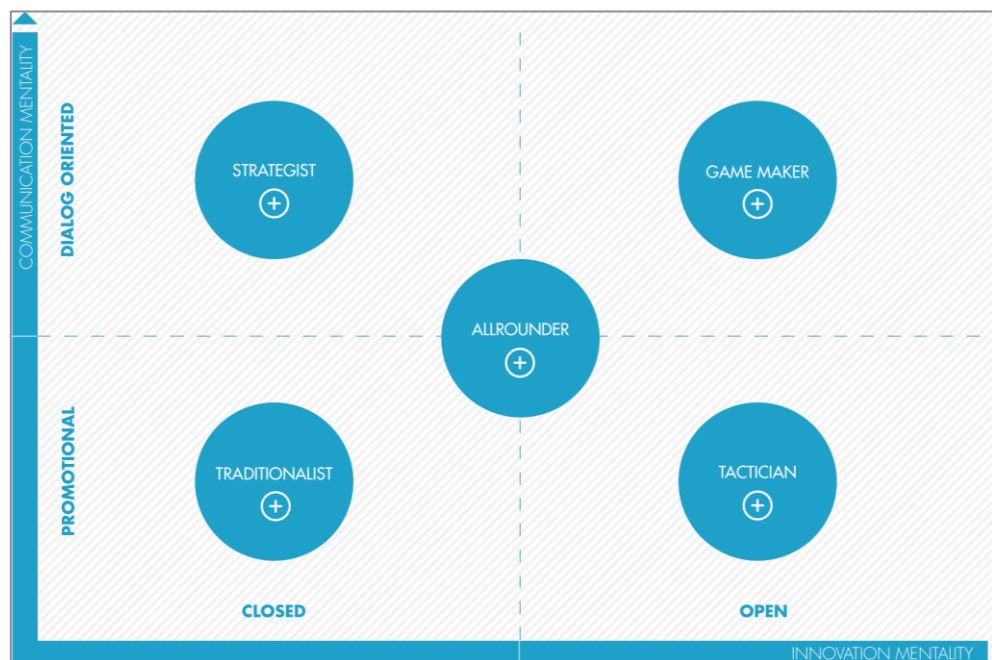 COMMUNICATION MENTALITY
DIALOG ORIENTED
STRATEGIST
GAME MAKER
ALLROUNDER
PROMOTIONAL
TRADITIONALIST
TACTICIAN
CLOSED
OPEN
INNOVATION MENTALITY